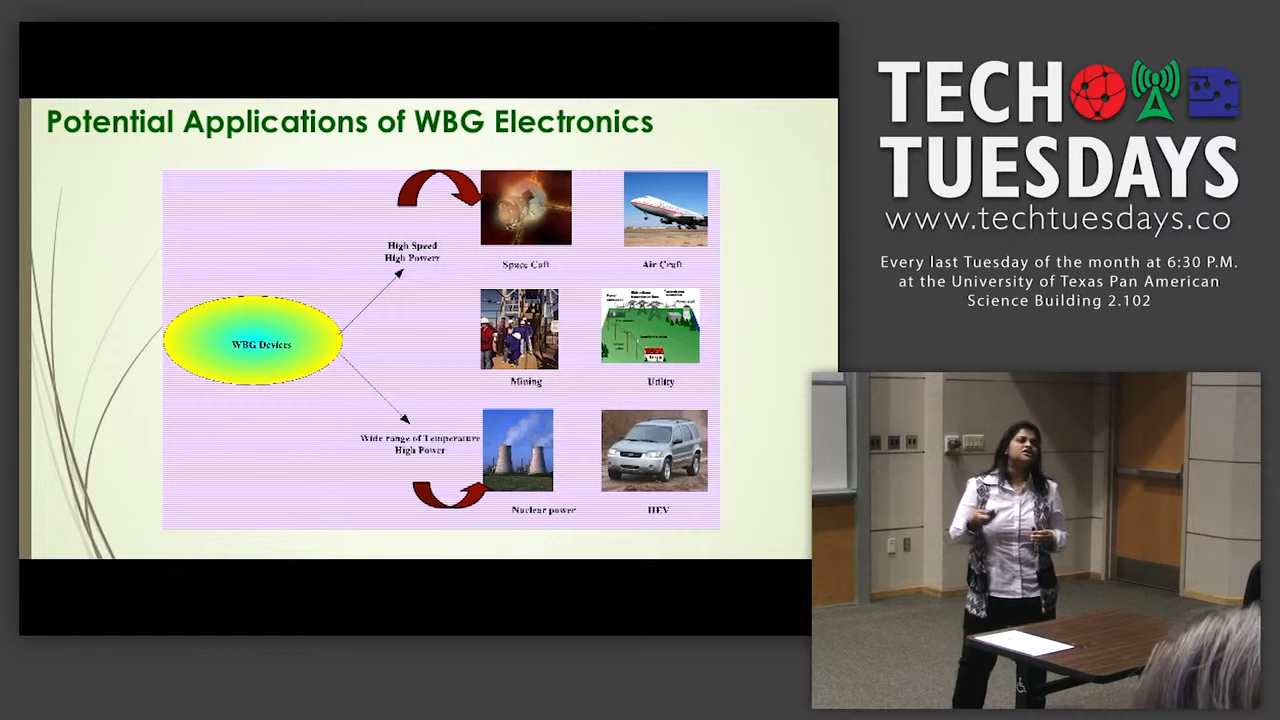 Potential Applications of WBG Electronics
High Speed
High Powerr
WBG Devices
Wide range of Temperature
High Power
Space Caft
Air Craft
Mining
Utility
Nuclear power
HEV
TECH
TUESDAYS
www.techtuesdays.co
Every last Tuesday of the month at 6:30 P.M.
at the University of Texas Pan American
Science Building 2.102